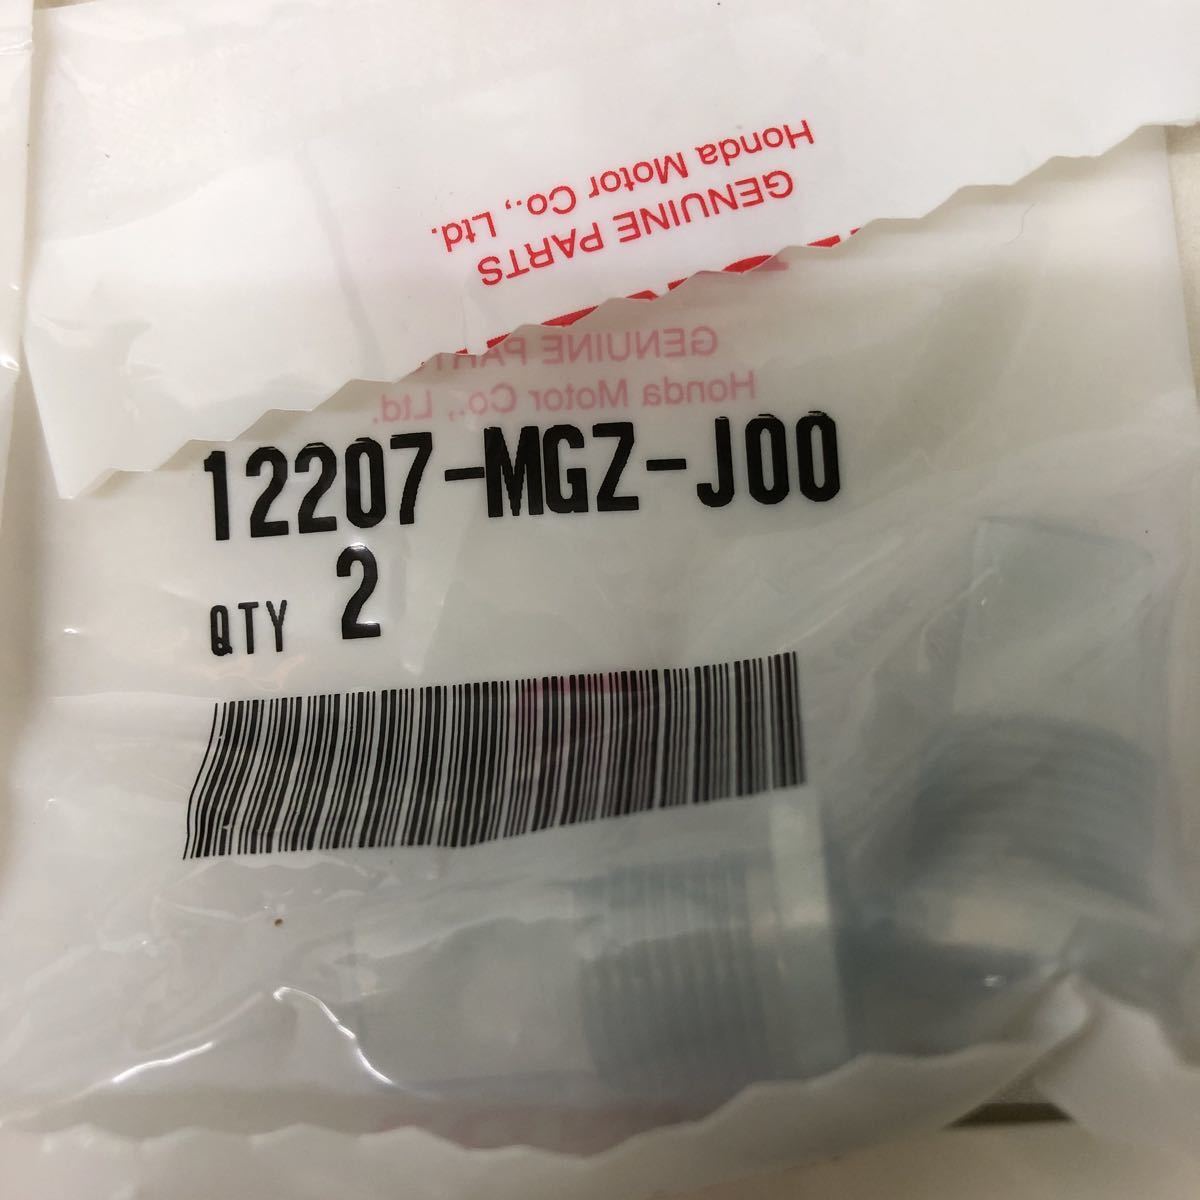 Honda Motor Co., Ltd.
GENUINE PARTS
GENUINE PARTS
Honda Motor Co., Ltd.
12207-MGZ-J00
QTY 2